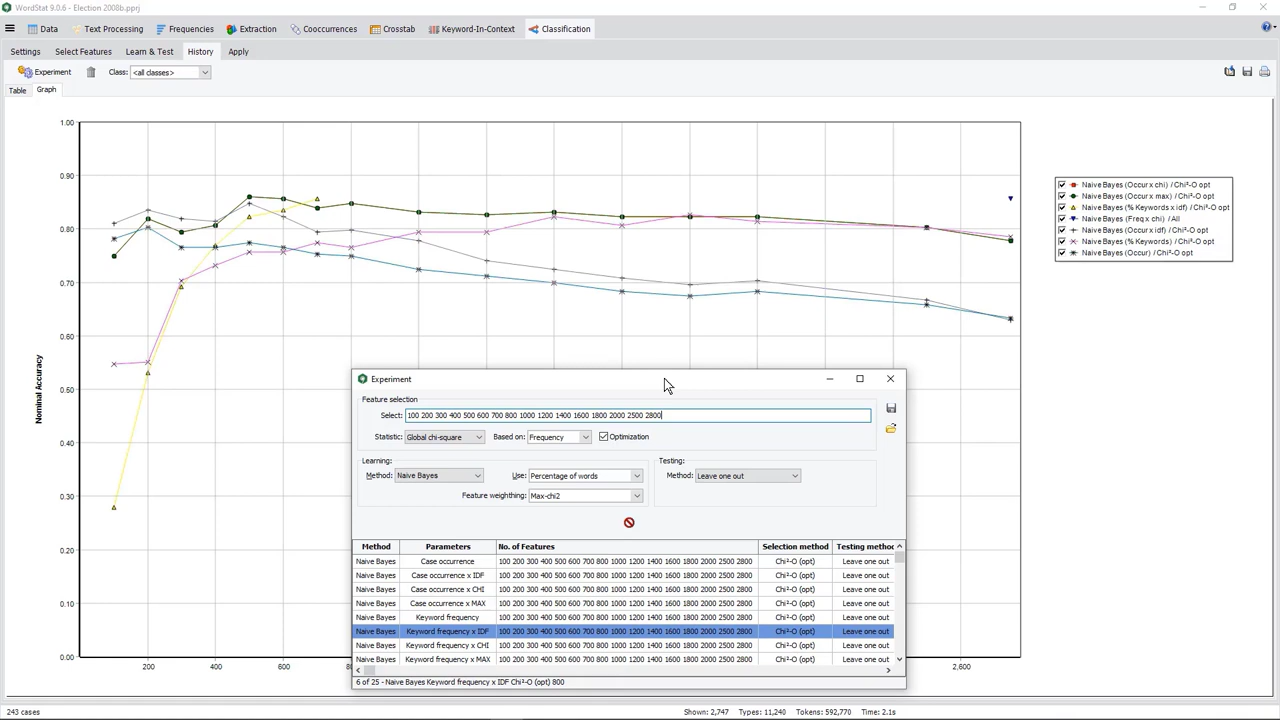 WordStat 9.0.6 - Election 2008b.pprj
Data Text Processing Frequencies Extraction Cooccurrences Crosstab Keyword-In-Context Classification
Settings Select Features Learn & Test History Apply
Experiment Class: <all classes>
Table Graph
1.00
0.90
0.80
0.70
0.60
0.50
0.40
0.30
0.20
0.10
0.00
Nominal Accuracy
200 400 600 2,600
Naive Bayes (Occur x chi) / Chi²-O opt
Naive Bayes (Occur x max) / Chi²-O opt
Naive Bayes (% Keywords x idf) / Chi²-O opt
Naive Bayes (Freq x chi) / All
Naive Bayes (Occur x idf) / Chi²-O opt
Naive Bayes (% Keywords) / Chi²-O opt
Naive Bayes (Occur) / Chi²-O opt
Experiment
Feature selection
Select: 100 200 300 400 500 600 700 800 1000 1200 1400 1600 1800 2000 2500 2800
Statistic: Global chi-square Based on: Frequency Optimization
Learning: Testing:
Method: Naive Bayes Use: Percentage of words Method: Leave one out
Feature weighthing: Max-chi2
Method Parameters No. of Features Selection method Testing method
Naive Bayes Case occurrence 100 200 300 400 500 600 700 800 1000 1200 1400 1600 1800 2000 2500 2800 Chi²-O (opt) Leave one out
Naive Bayes Case occurrence x IDF 100 200 300 400 500 600 700 800 1000 1200 1400 1600 1800 2000 2500 2800 Chi²-O (opt) Leave one out
Naive Bayes Case occurrence x CHI 100 200 300 400 500 600 700 800 1000 1200 1400 1600 1800 2000 2500 2800 Chi²-O (opt) Leave one out
Naive Bayes Case occurrence x MAX 100 200 300 400 500 600 700 800 1000 1200 1400 1600 1800 2000 2500 2800 Chi²-O (opt) Leave one out
Naive Bayes Keyword frequency 100 200 300 400 500 600 700 800 1000 1200 1400 1600 1800 2000 2500 2800 Chi²-O (opt) Leave one out
Naive Bayes Keyword frequency x IDF 100 200 300 400 500 600 700 800 1000 1200 1400 1600 1800 2000 2500 2800 Chi²-O (opt) Leave one out
Naive Bayes Keyword frequency x CHI 100 200 300 400 500 600 700 800 1000 1200 1400 1600 1800 2000 2500 2800 Chi²-O (opt) Leave one out
Naive Bayes Keyword frequency x MAX 100 200 300 400 500 600 700 800 1000 1200 1400 1600 1800 2000 2500 2800 Chi²-O (opt) Leave one out
6 of 25 - Naive Bayes Keyword frequency x IDF Chi²-O (opt) 800
243 cases Shown: 2,747 Types: 11,240 Tokens: 592,770 Time: 2.1s